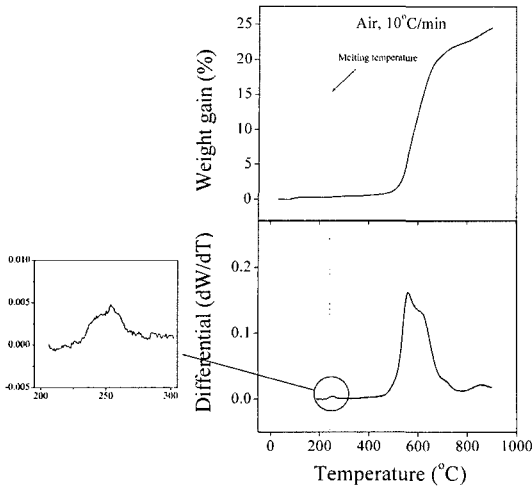 Air, 10°C/min
Melting temperature
Weight gain (%)
25
20
15
10
5
0
Differential (dW/dT)
0.2
0.1
0.0
0 200 400 600 800 1000
Temperature (°C)
0.010
0.005
0.000
-0.005
200 250 300